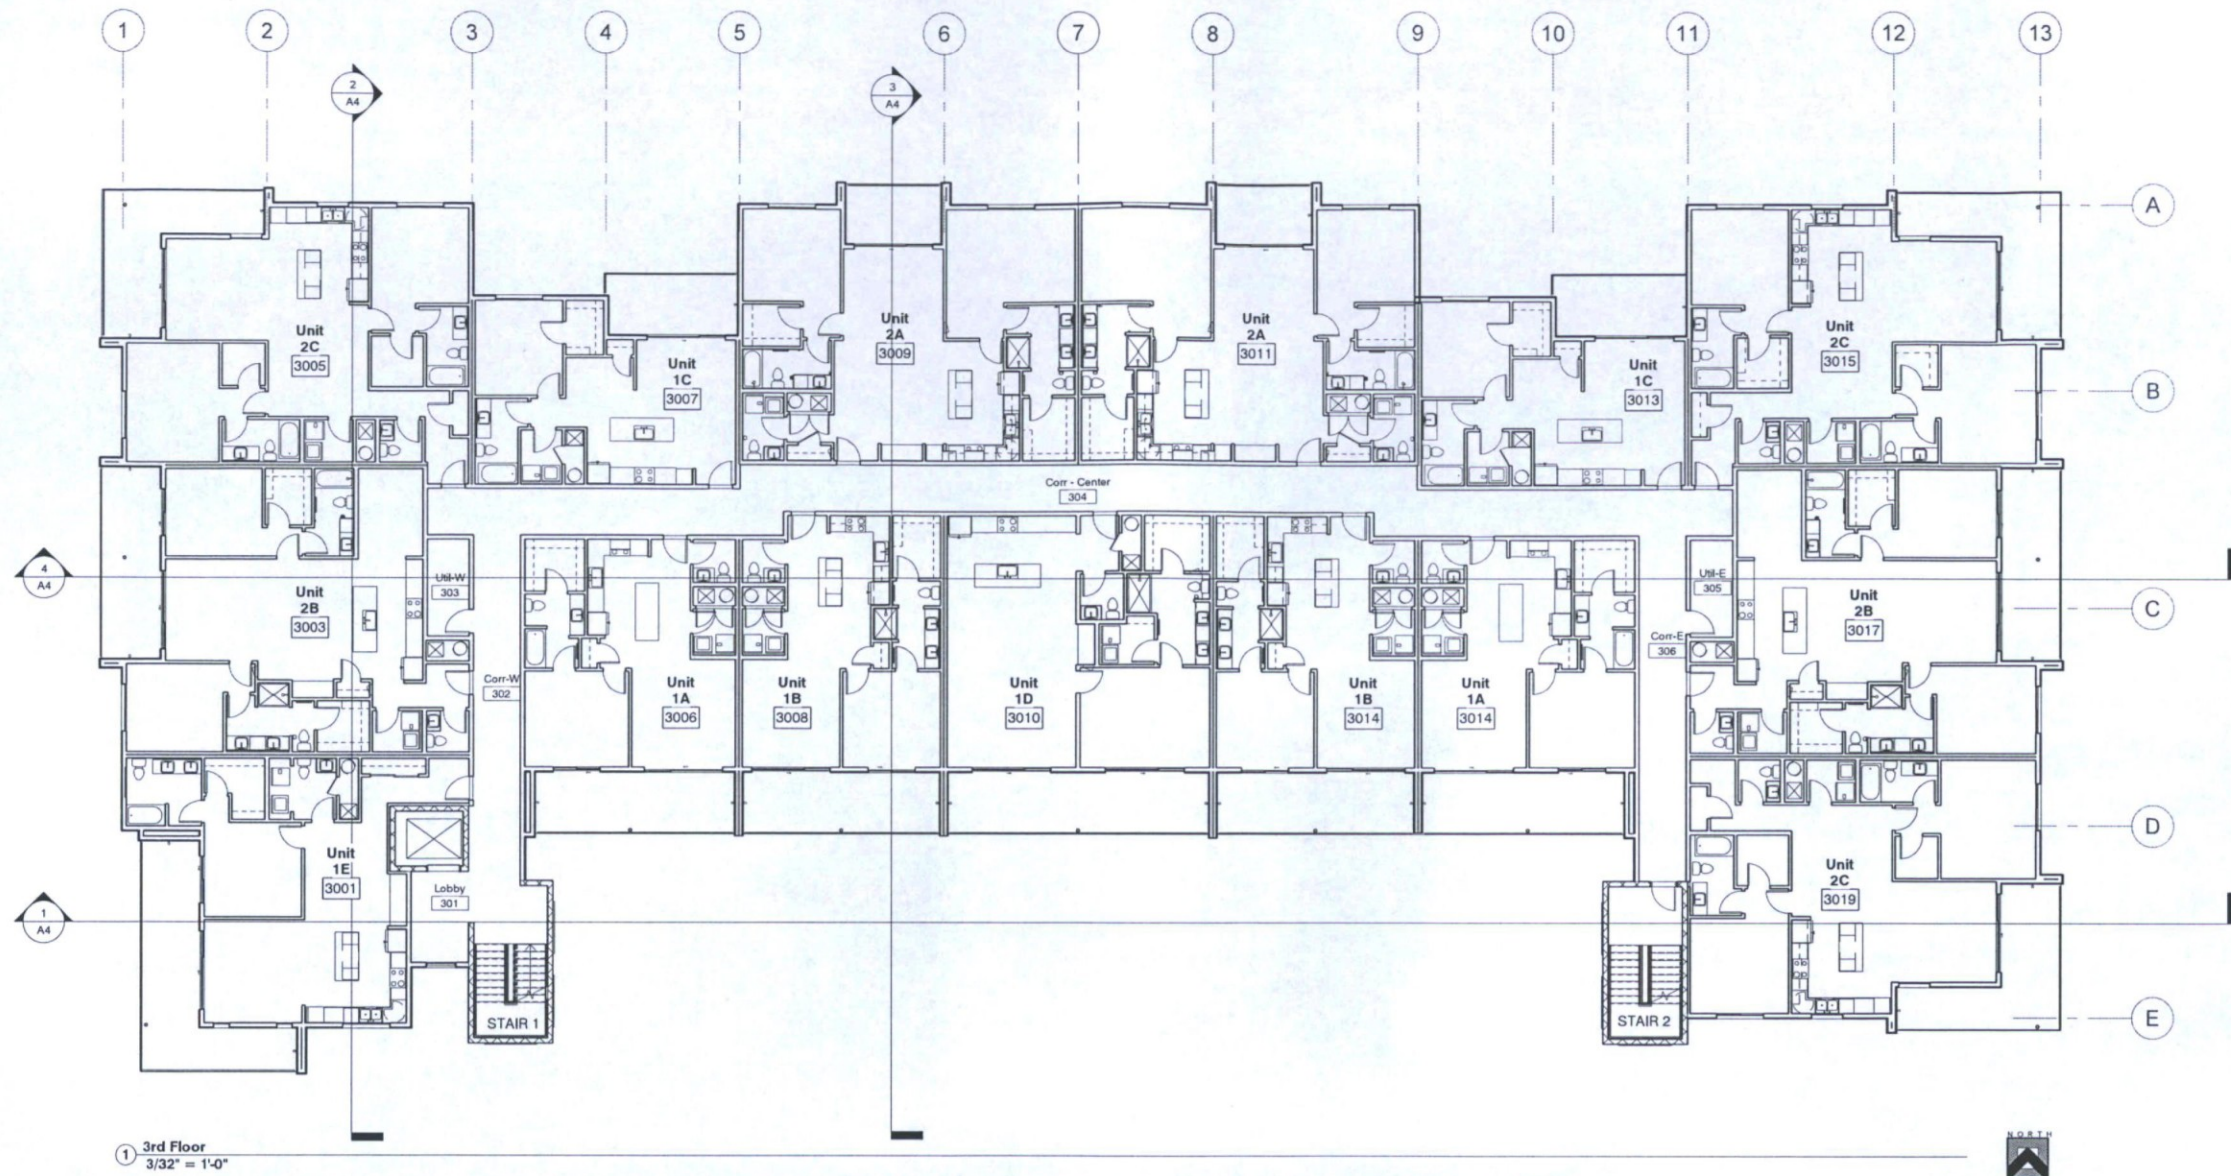 1 2 3 4 5 6 7 8 9 10 11 12 13
2
A4
3
A4
A
B
C
D
E
4
A4
1
A4
Unit
2C
3005
Unit
1C
3007
Unit
2A
3009
Unit
2A
3011
Unit
1C
3013
Unit
2C
3015
Corr - Center
304
Unit
2B
3003
Util-W
303
Corr-W
302
Unit
1A
3006
Unit
1B
3008
Unit
1D
3010
Unit
1B
3014
Unit
1A
3014
Util-E
305
Corr-E
306
Unit
2B
3017
Unit
1E
3001
Lobby
301
STAIR 1
STAIR 2
Unit
2C
3019
1
3rd Floor
3/32" = 1'-0"
NORTH